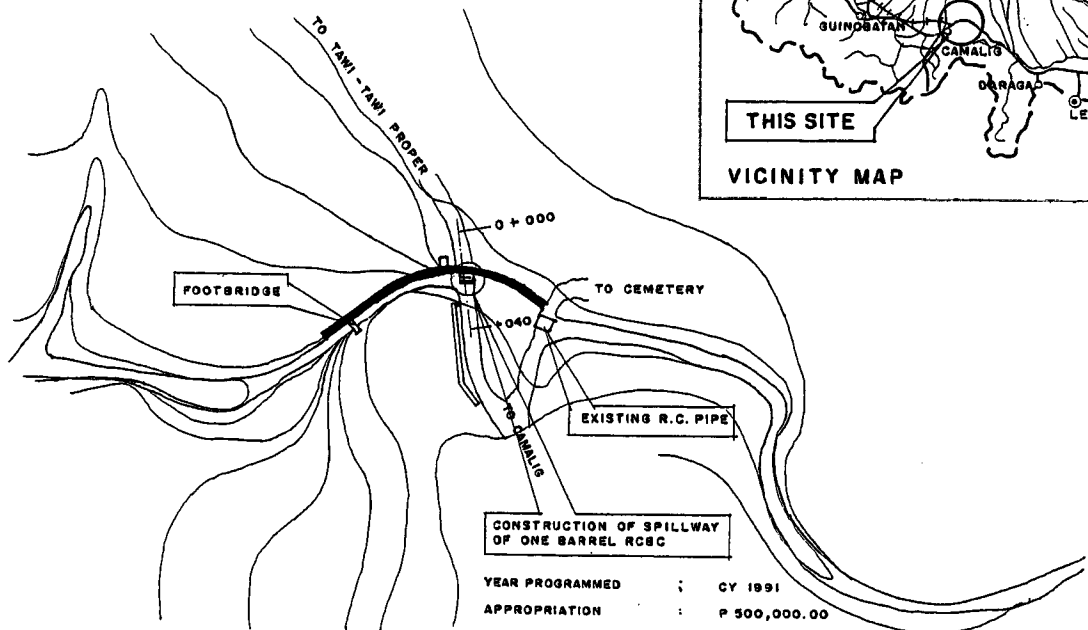 TO TAWI-TAWI PROPER
GUINOBATAN
CAMALIG
DARAGA
LE
THIS SITE
VICINITY MAP
0+000
FOOTBRIDGE
TO CEMETERY
+040
EXISTING R.C. PIPE
TO CAMALIG
CONSTRUCTION OF SPILLWAY
OF ONE BARREL RCBC
YEAR PROGRAMMED ; CY 1991
APPROPRIATION : P 500,000.00